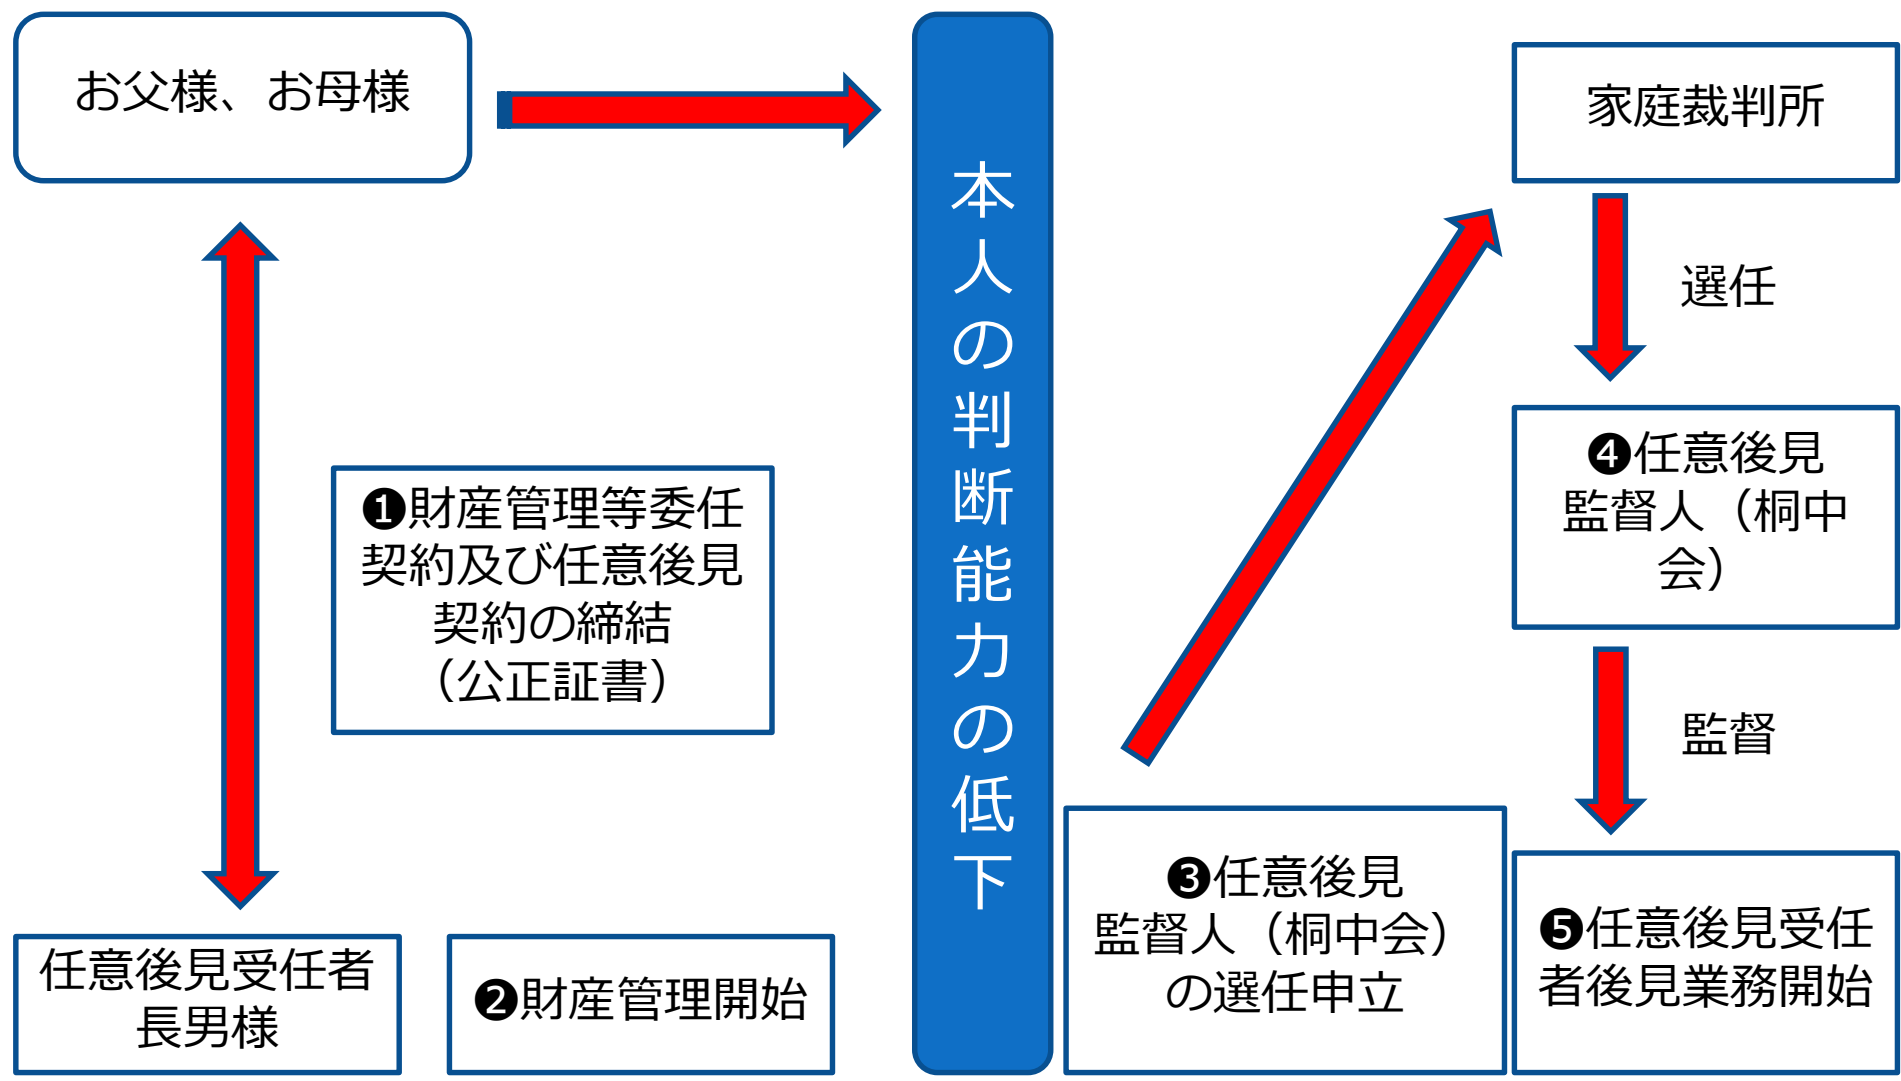 お父様、お母様
❶財産管理等委任
契約及び任意後見
契約の締結
（公正証書）
任意後見受任者
長男様
❷財産管理開始
本人の判断能力の低下
❸任意後見
監督人（桐中会）
の選任申立
家庭裁判所
選任
❹任意後見
監督人（桐中
会）
監督
❺任意後見受任
者後見業務開始